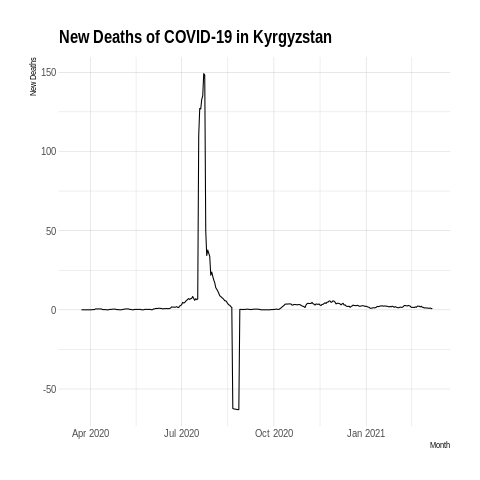 New Deaths of COVID-19 in Kyrgyzstan
New Deaths
150
100
50
0
-50
Apr 2020 Jul 2020 Oct 2020 Jan 2021
Month